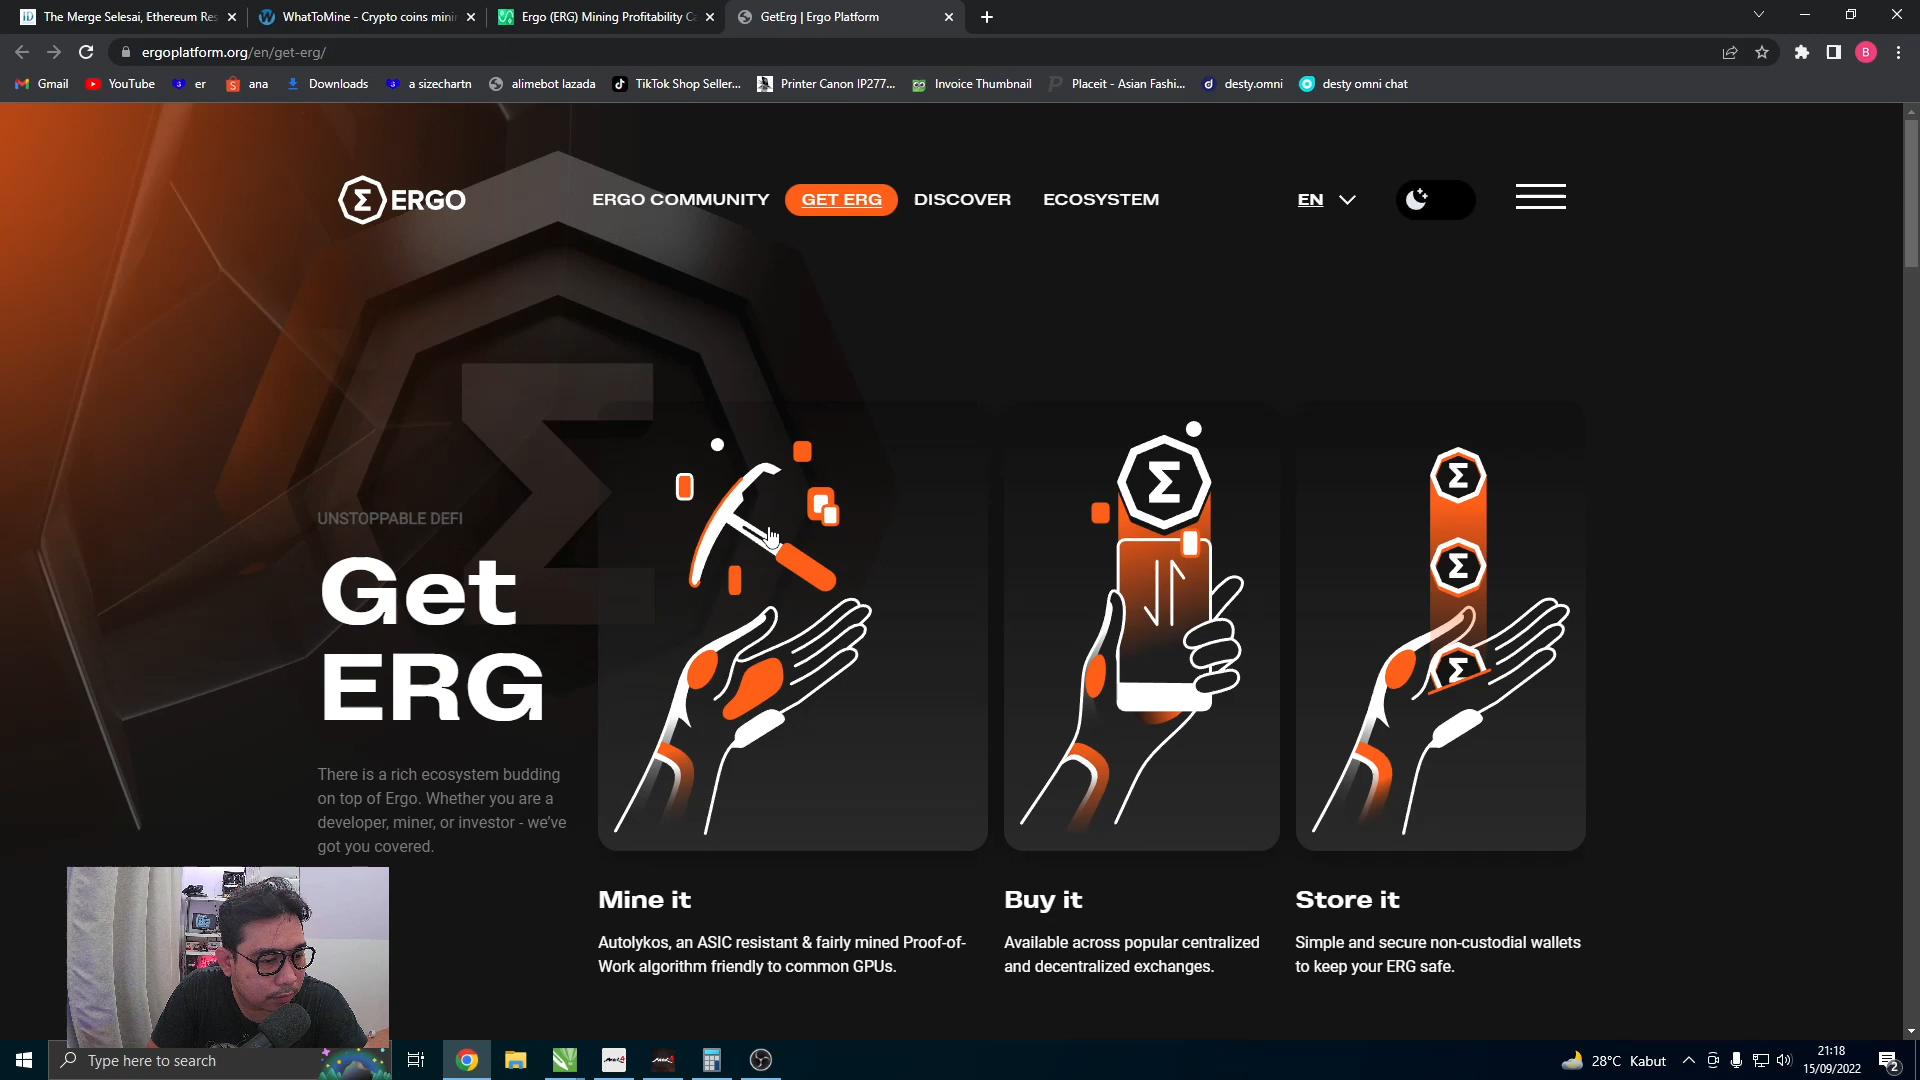 The Merge Selesai, Ethereum Res
WhatToMine - Crypto coins mini
Ergo (ERG) Mining Profitability Ca
GetErg | Ergo Platform
ergoplatform.org/en/get-erg/
B
Gmail
YouTube
er
ana
Downloads
a sizechartn
alimebot lazada
TikTok Shop Seller...
Printer Canon IP277...
Invoice Thumbnail
Placeit - Asian Fashi...
desty.omni
desty omni chat
Σ ERGO
ERGO COMMUNITY
GET ERG
DISCOVER
ECOSYSTEM
EN
UNSTOPPABLE DEFI
Get
ERG
There is a rich ecosystem budding
on top of Ergo. Whether you are a
developer, miner, or investor - we've
got you covered.
Mine it
Autolykos, an ASIC resistant & fairly mined Proof-of-
Work algorithm friendly to common GPUs.
Buy it
Available across popular centralized
and decentralized exchanges.
Store it
Simple and secure non-custodial wallets
to keep your ERG safe.
Type here to search
28°C Kabut
21:18
15/09/2022
2